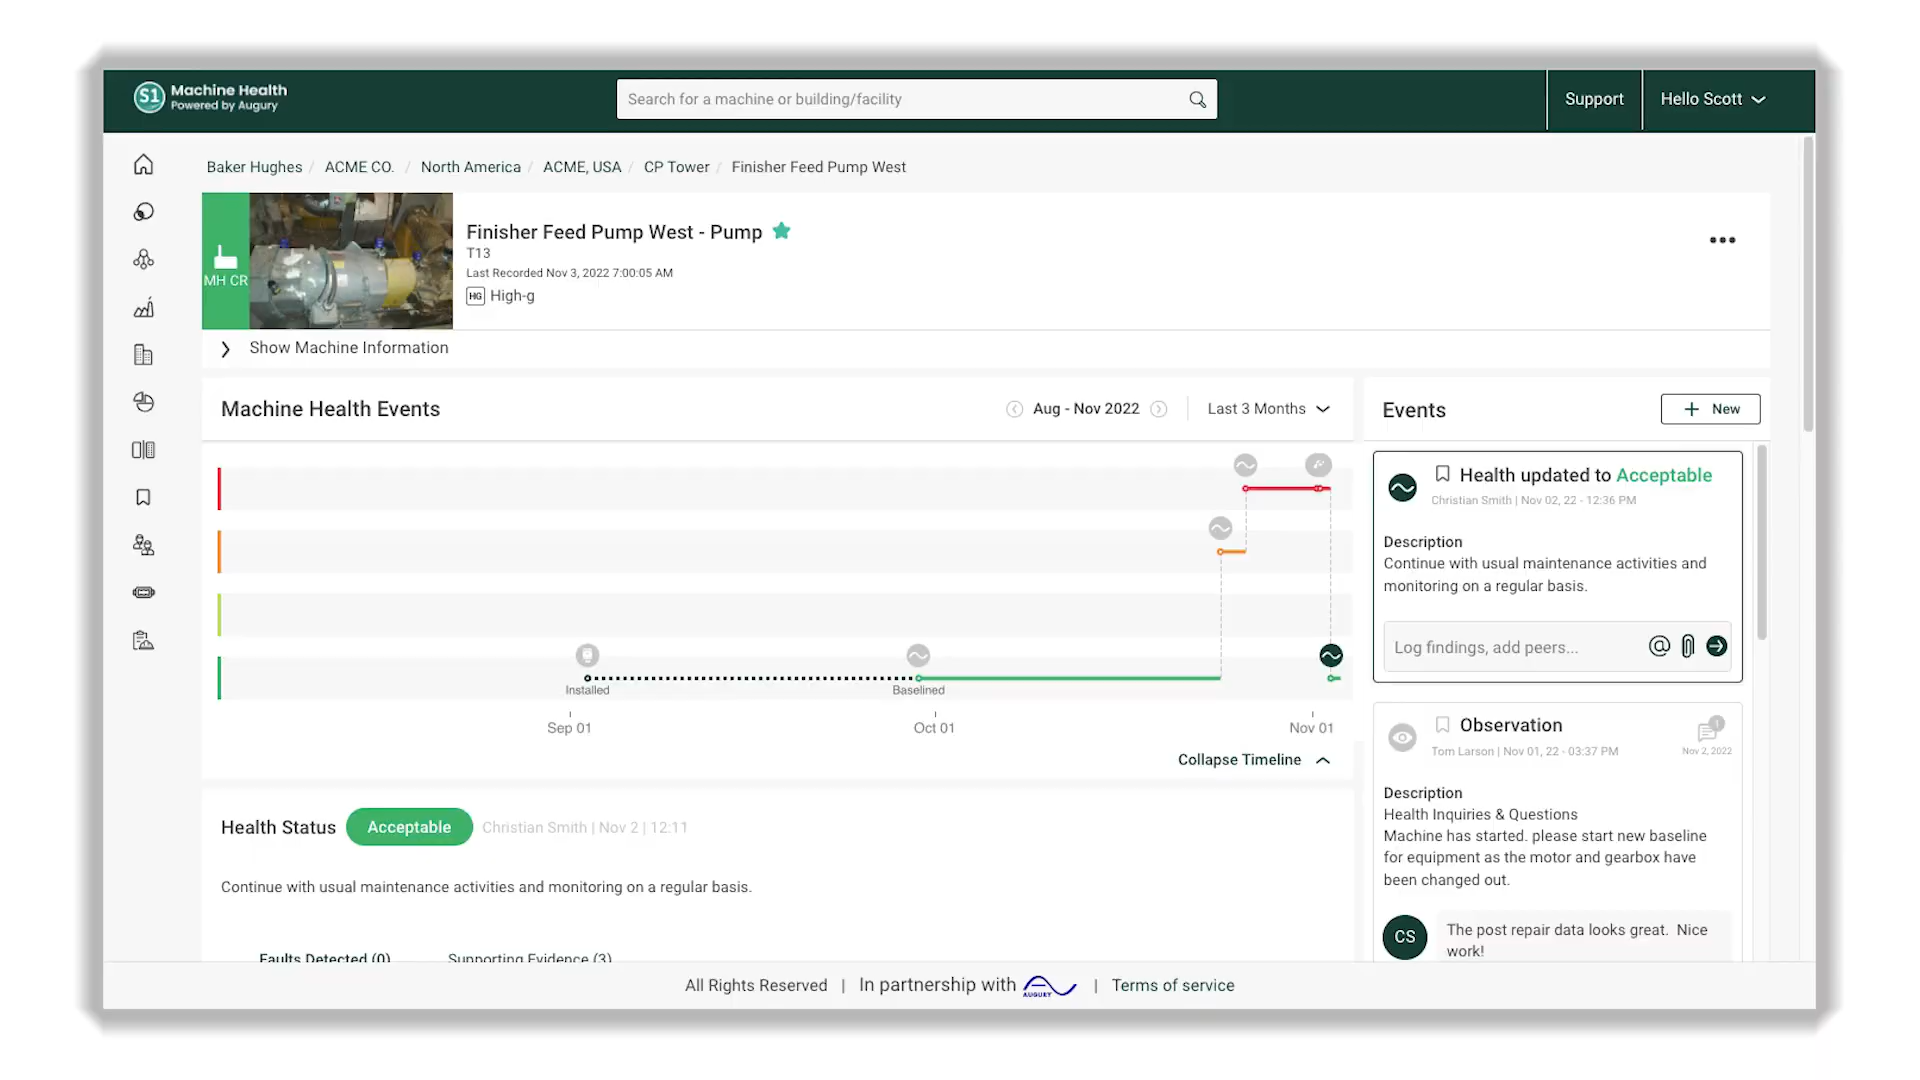 S1 Machine Health
Powered by Augury
Search for a machine or building/facility
Support
Hello Scott
Baker Hughes / ACME CO. / North America / ACME, USA / CP Tower / Finisher Feed Pump West
MH CR
Finisher Feed Pump West - Pump
T13
Last Recorded Nov 3, 2022 7:00:05 AM
HG High-g
Show Machine Information
Machine Health Events
Aug - Nov 2022
Last 3 Months
Installed
Baselined
Sep 01
Oct 01
Nov 01
Collapse Timeline
Health Status
Acceptable
Christian Smith | Nov 2 | 12:11
Continue with usual maintenance activities and monitoring on a regular basis.
Faults Detected (0)
Supporting Evidence (3)
Events
+ New
Health updated to Acceptable
Christian Smith | Nov 02, 22 - 12:36 PM
Description
Continue with usual maintenance activities and
monitoring on a regular basis.
Log findings, add peers...
Observation
Tom Larson | Nov 01, 22 - 03:37 PM
1
Nov 2, 2022
Description
Health Inquiries & Questions
Machine has started. please start new baseline
for equipment as the motor and gearbox have
been changed out.
CS
The post repair data looks great. Nice
work!
All Rights Reserved | In partnership with AUGURY | Terms of service